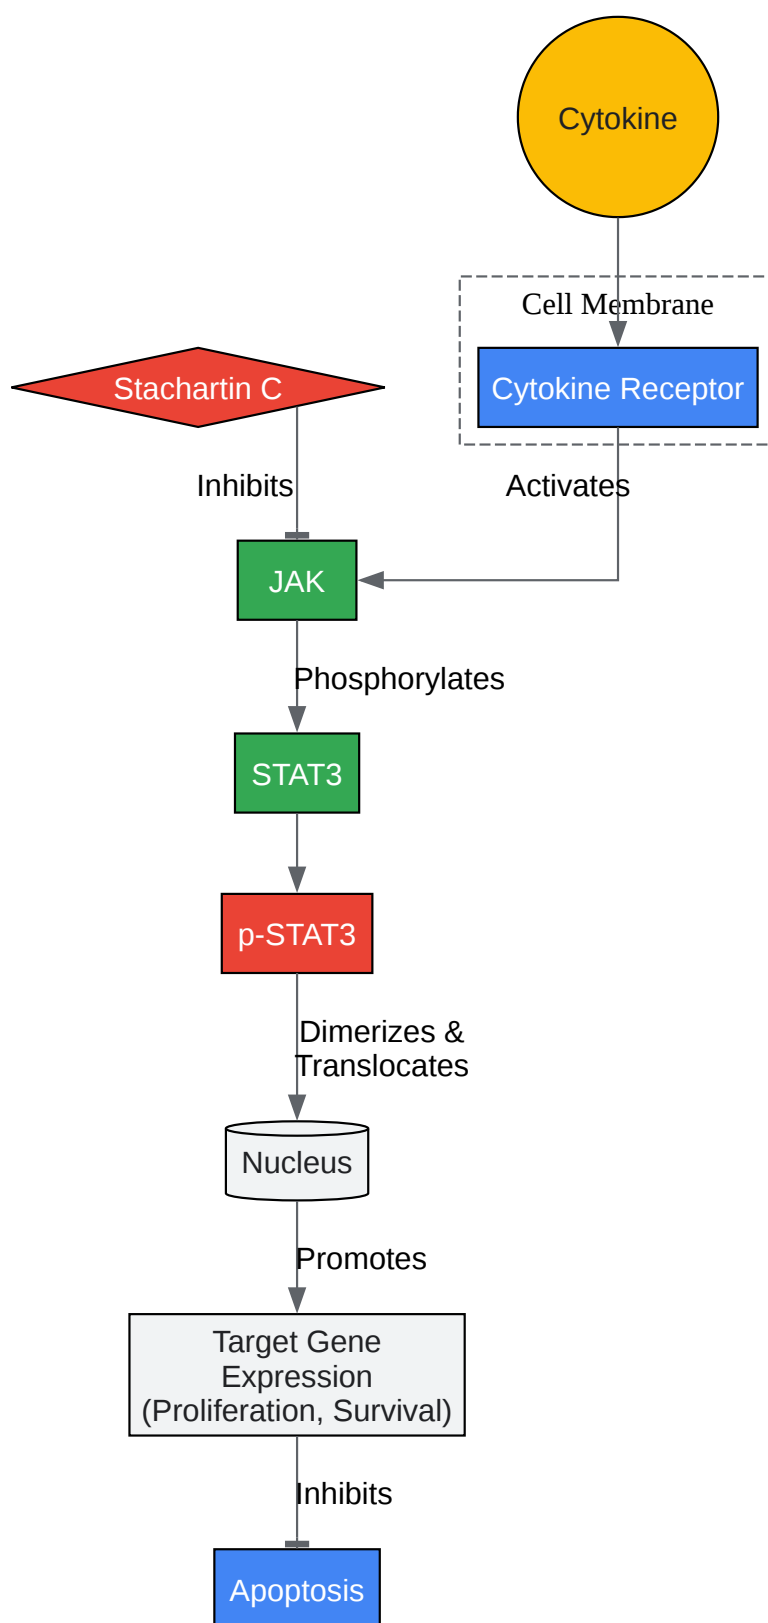 Cytokine
Cell Membrane
Stachartin C
Cytokine Receptor
Inhibits
Activates
JAK
Phosphorylates
STAT3
p-STAT3
Dimerizes &
Translocates
Nucleus
Promotes
Target Gene
Expression
(Proliferation, Survival)
Inhibits
Apoptosis